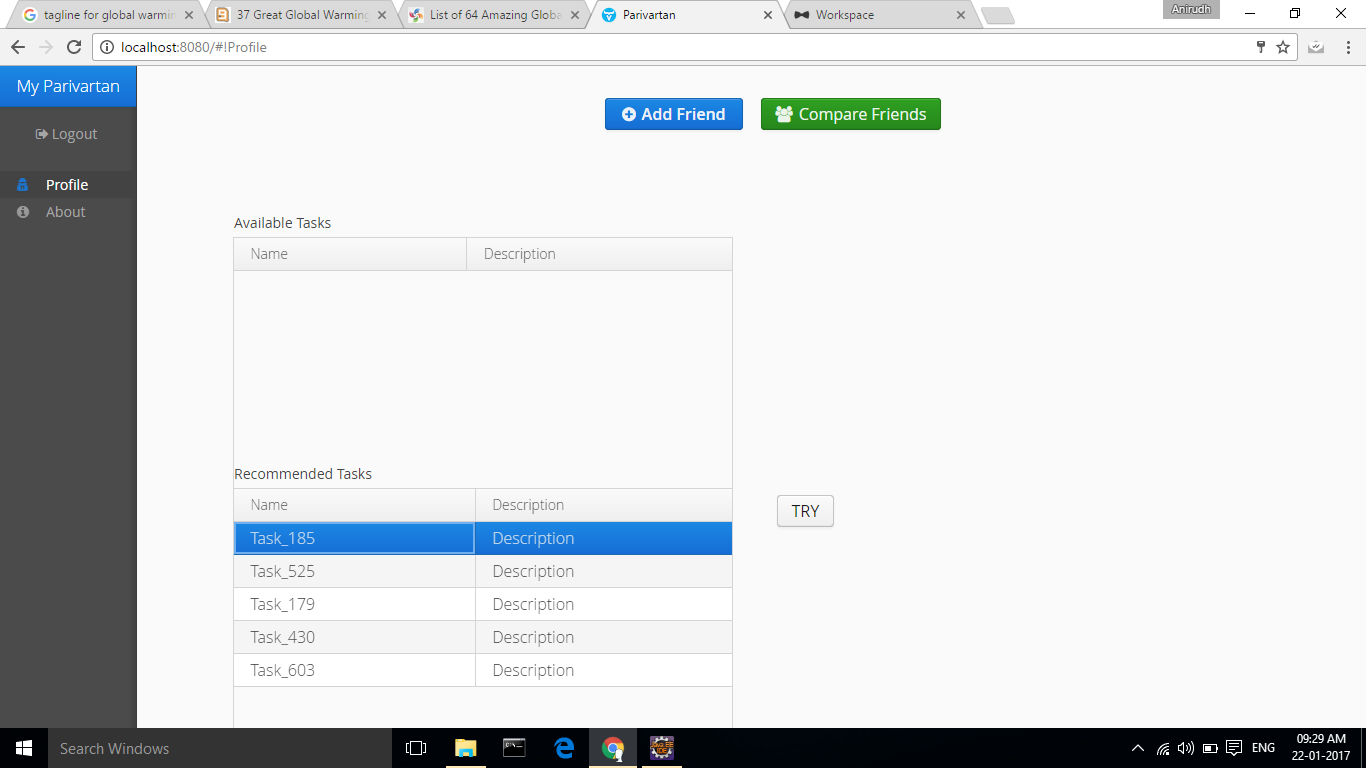 tagline for global warmin
37 Great Global Warming
List of 64 Amazing Globa
Parivartan
Workspace
Anirudh
localhost:8080/#!Profile
My Parivartan
Logout
Profile
About
Add Friend
Compare Friends
Available Tasks
Name Description
Recommended Tasks
Name Description
TRY
Task_185 Description
Task_525 Description
Task_179 Description
Task_430 Description
Task_603 Description
Search Windows
ENG
09:29 AM
22-01-2017